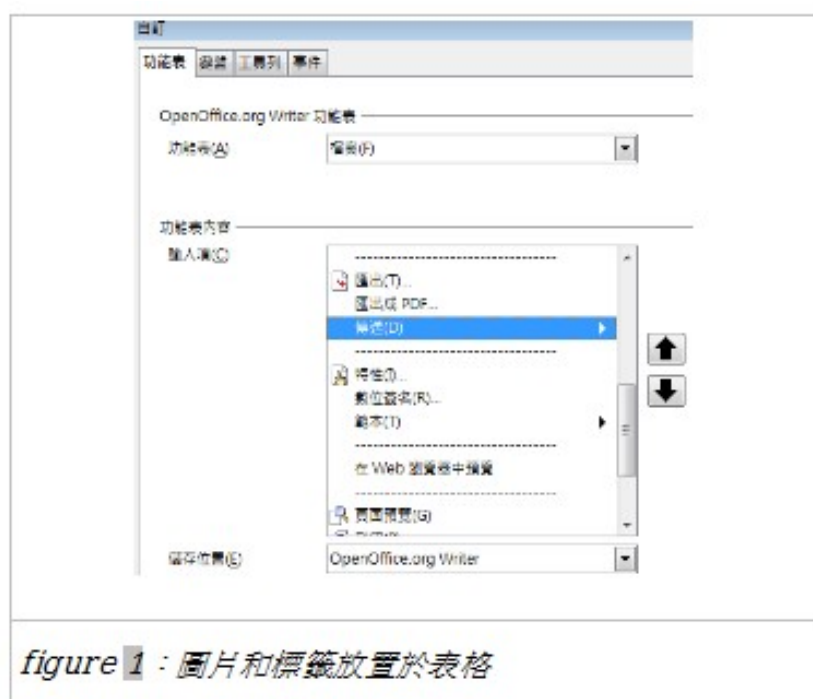 自訂
功能表 鍵盤 工具列 事件
OpenOffice.org Writer 功能表
功能表(A) 檔案(F)
功能表內容
輸入項(C)
匯出(T)...
匯出成 PDF...
傳送(D)
特性(I)...
數位簽名(R)...
範本(T)
在 Web 瀏覽器中預覽
頁面預覽(G)
儲存位置(E) OpenOffice.org Writer
figure 1：圖片和標籤放置於表格